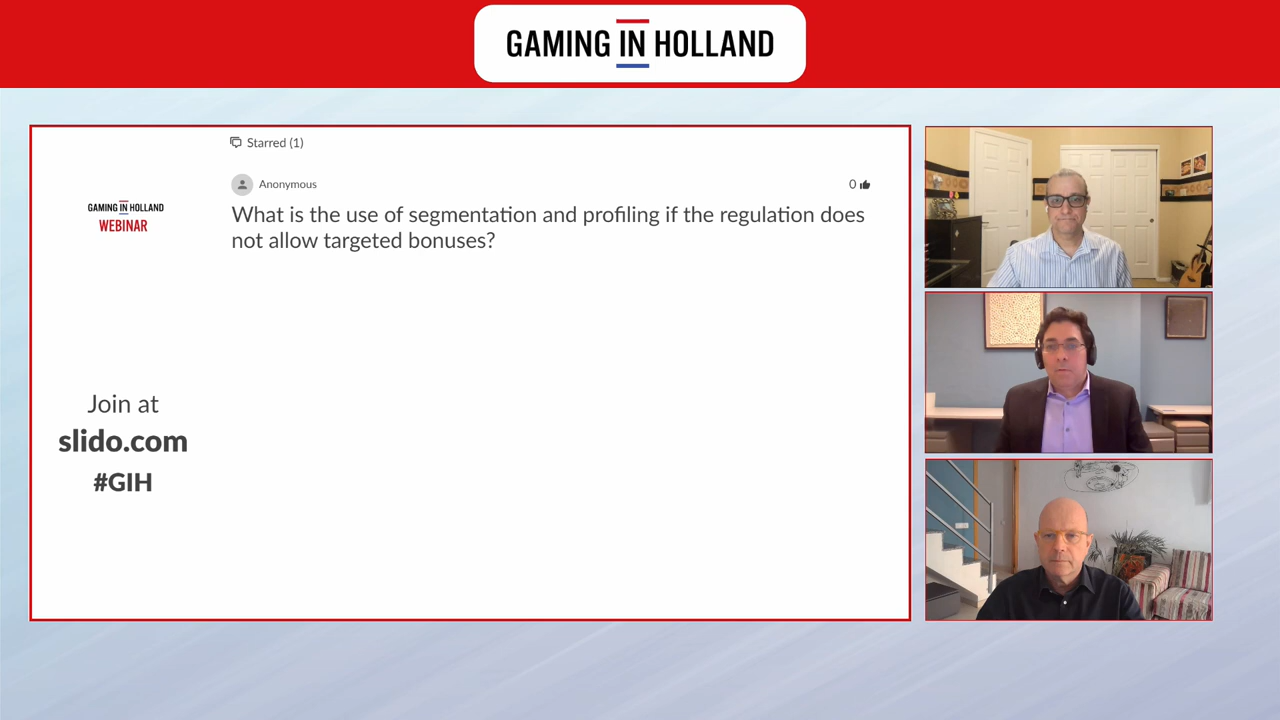 GAMING IN HOLLAND
Starred (1)
Anonymous
0
What is the use of segmentation and profiling if the regulation does
not allow targeted bonuses?
GAMING IN HOLLAND
WEBINAR
Join at
slido.com
#GIH